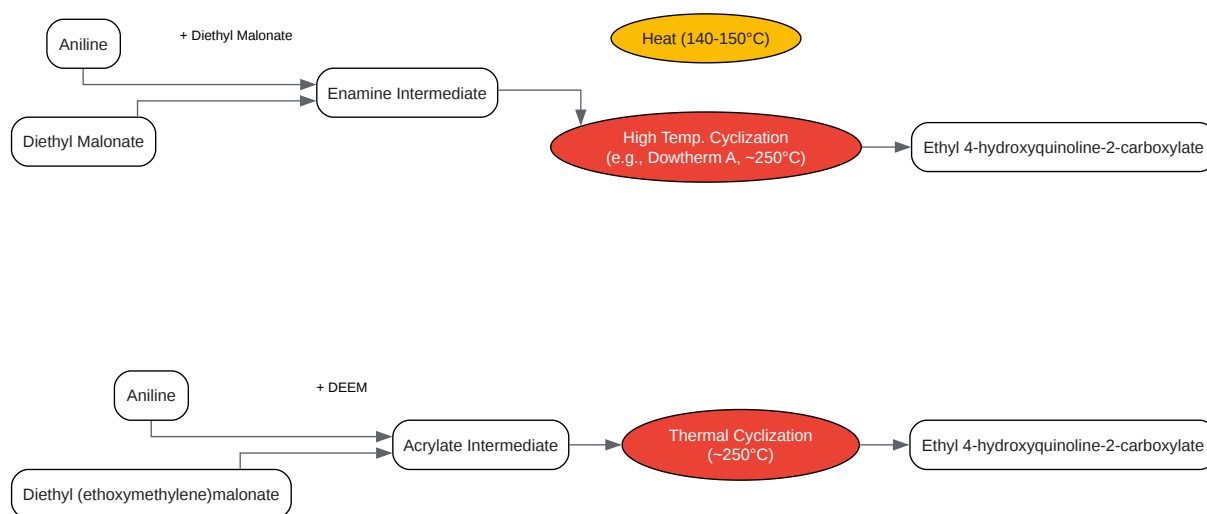 Aniline
+ Diethyl Malonate
Heat (140-150°C)
Enamine Intermediate
Diethyl Malonate
High Temp. Cyclization
(e.g., Dowtherm A, ~250°C)
Ethyl 4-hydroxyquinoline-2-carboxylate
Aniline
+ DEEM
Acrylate Intermediate
Thermal Cyclization
(~250°C)
Ethyl 4-hydroxyquinoline-2-carboxylate
Diethyl (ethoxymethylene)malonate